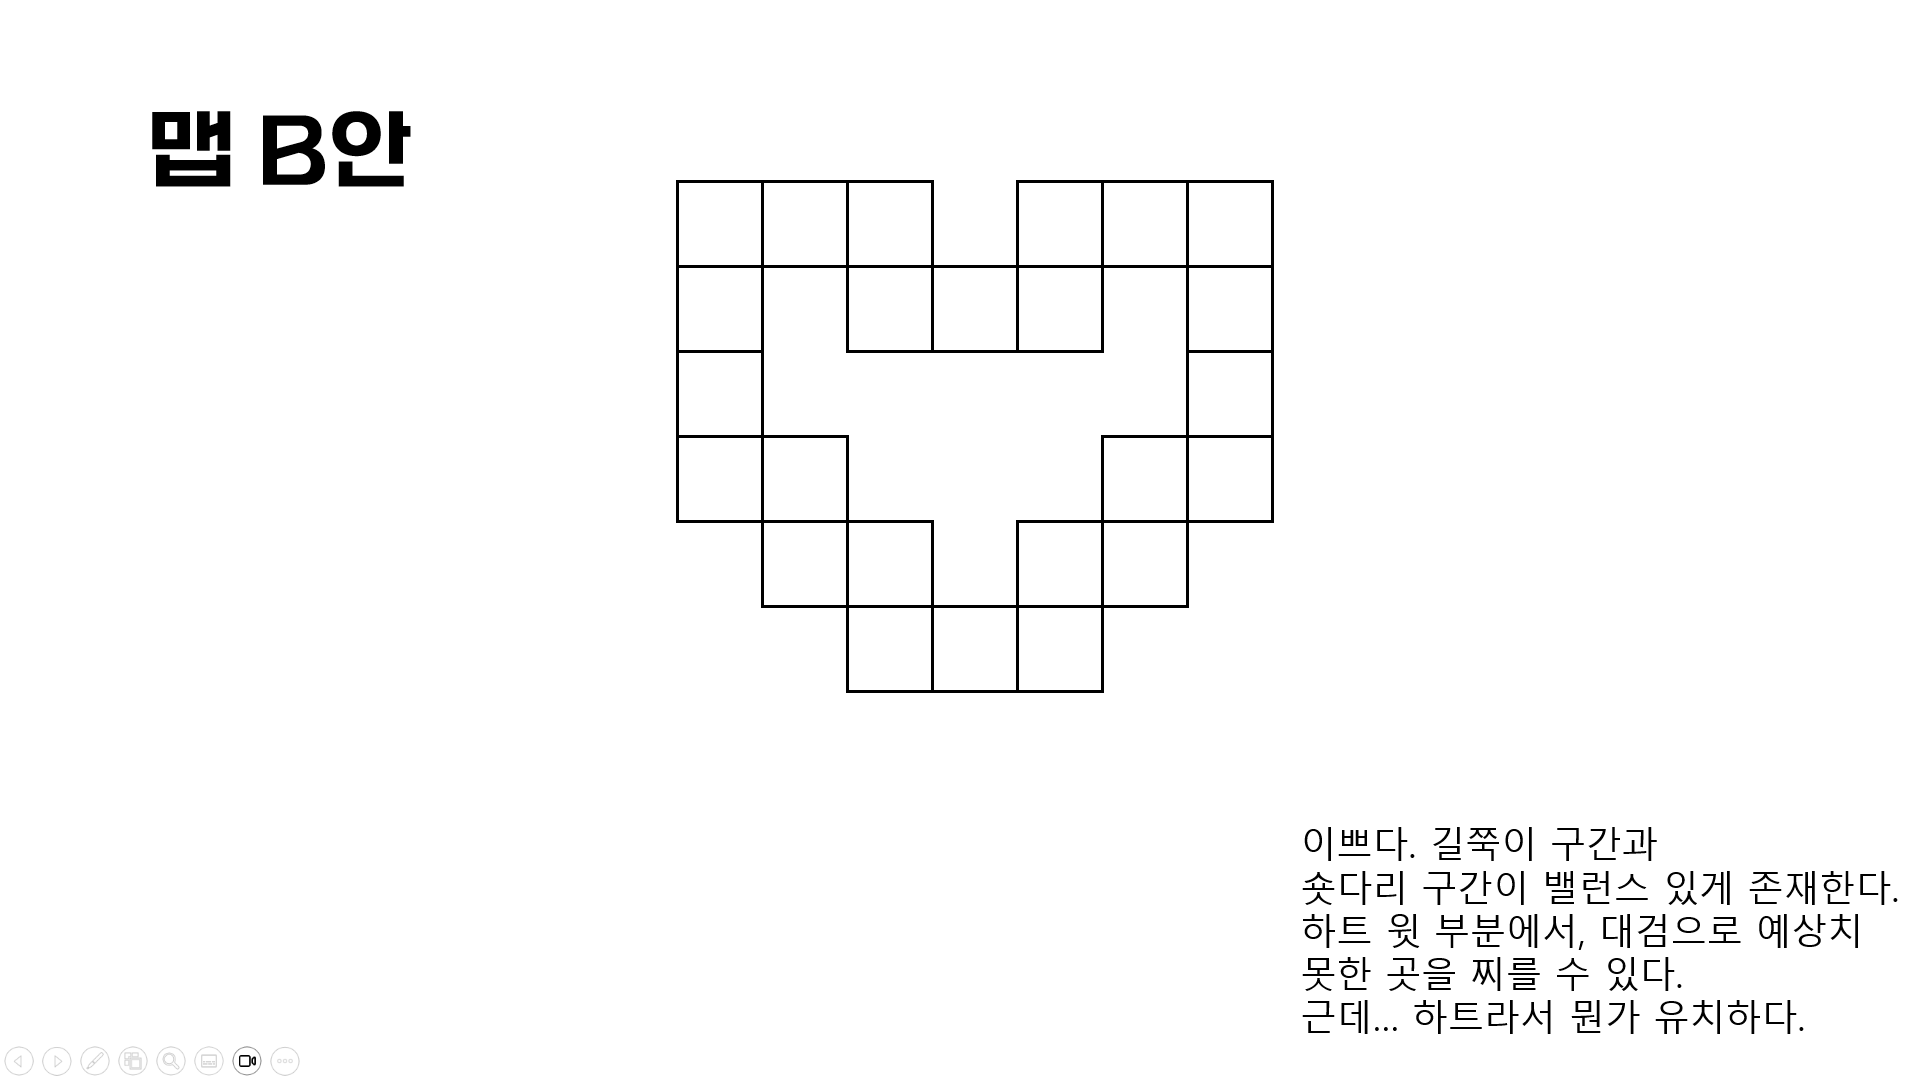 맵 B안
이쁘다. 길쭉이 구간과
숏다리 구간이 밸런스 있게 존재한다.
하트 윗 부분에서, 대검으로 예상치
못한 곳을 찌를 수 있다.
근데... 하트라서 뭔가 유치하다.